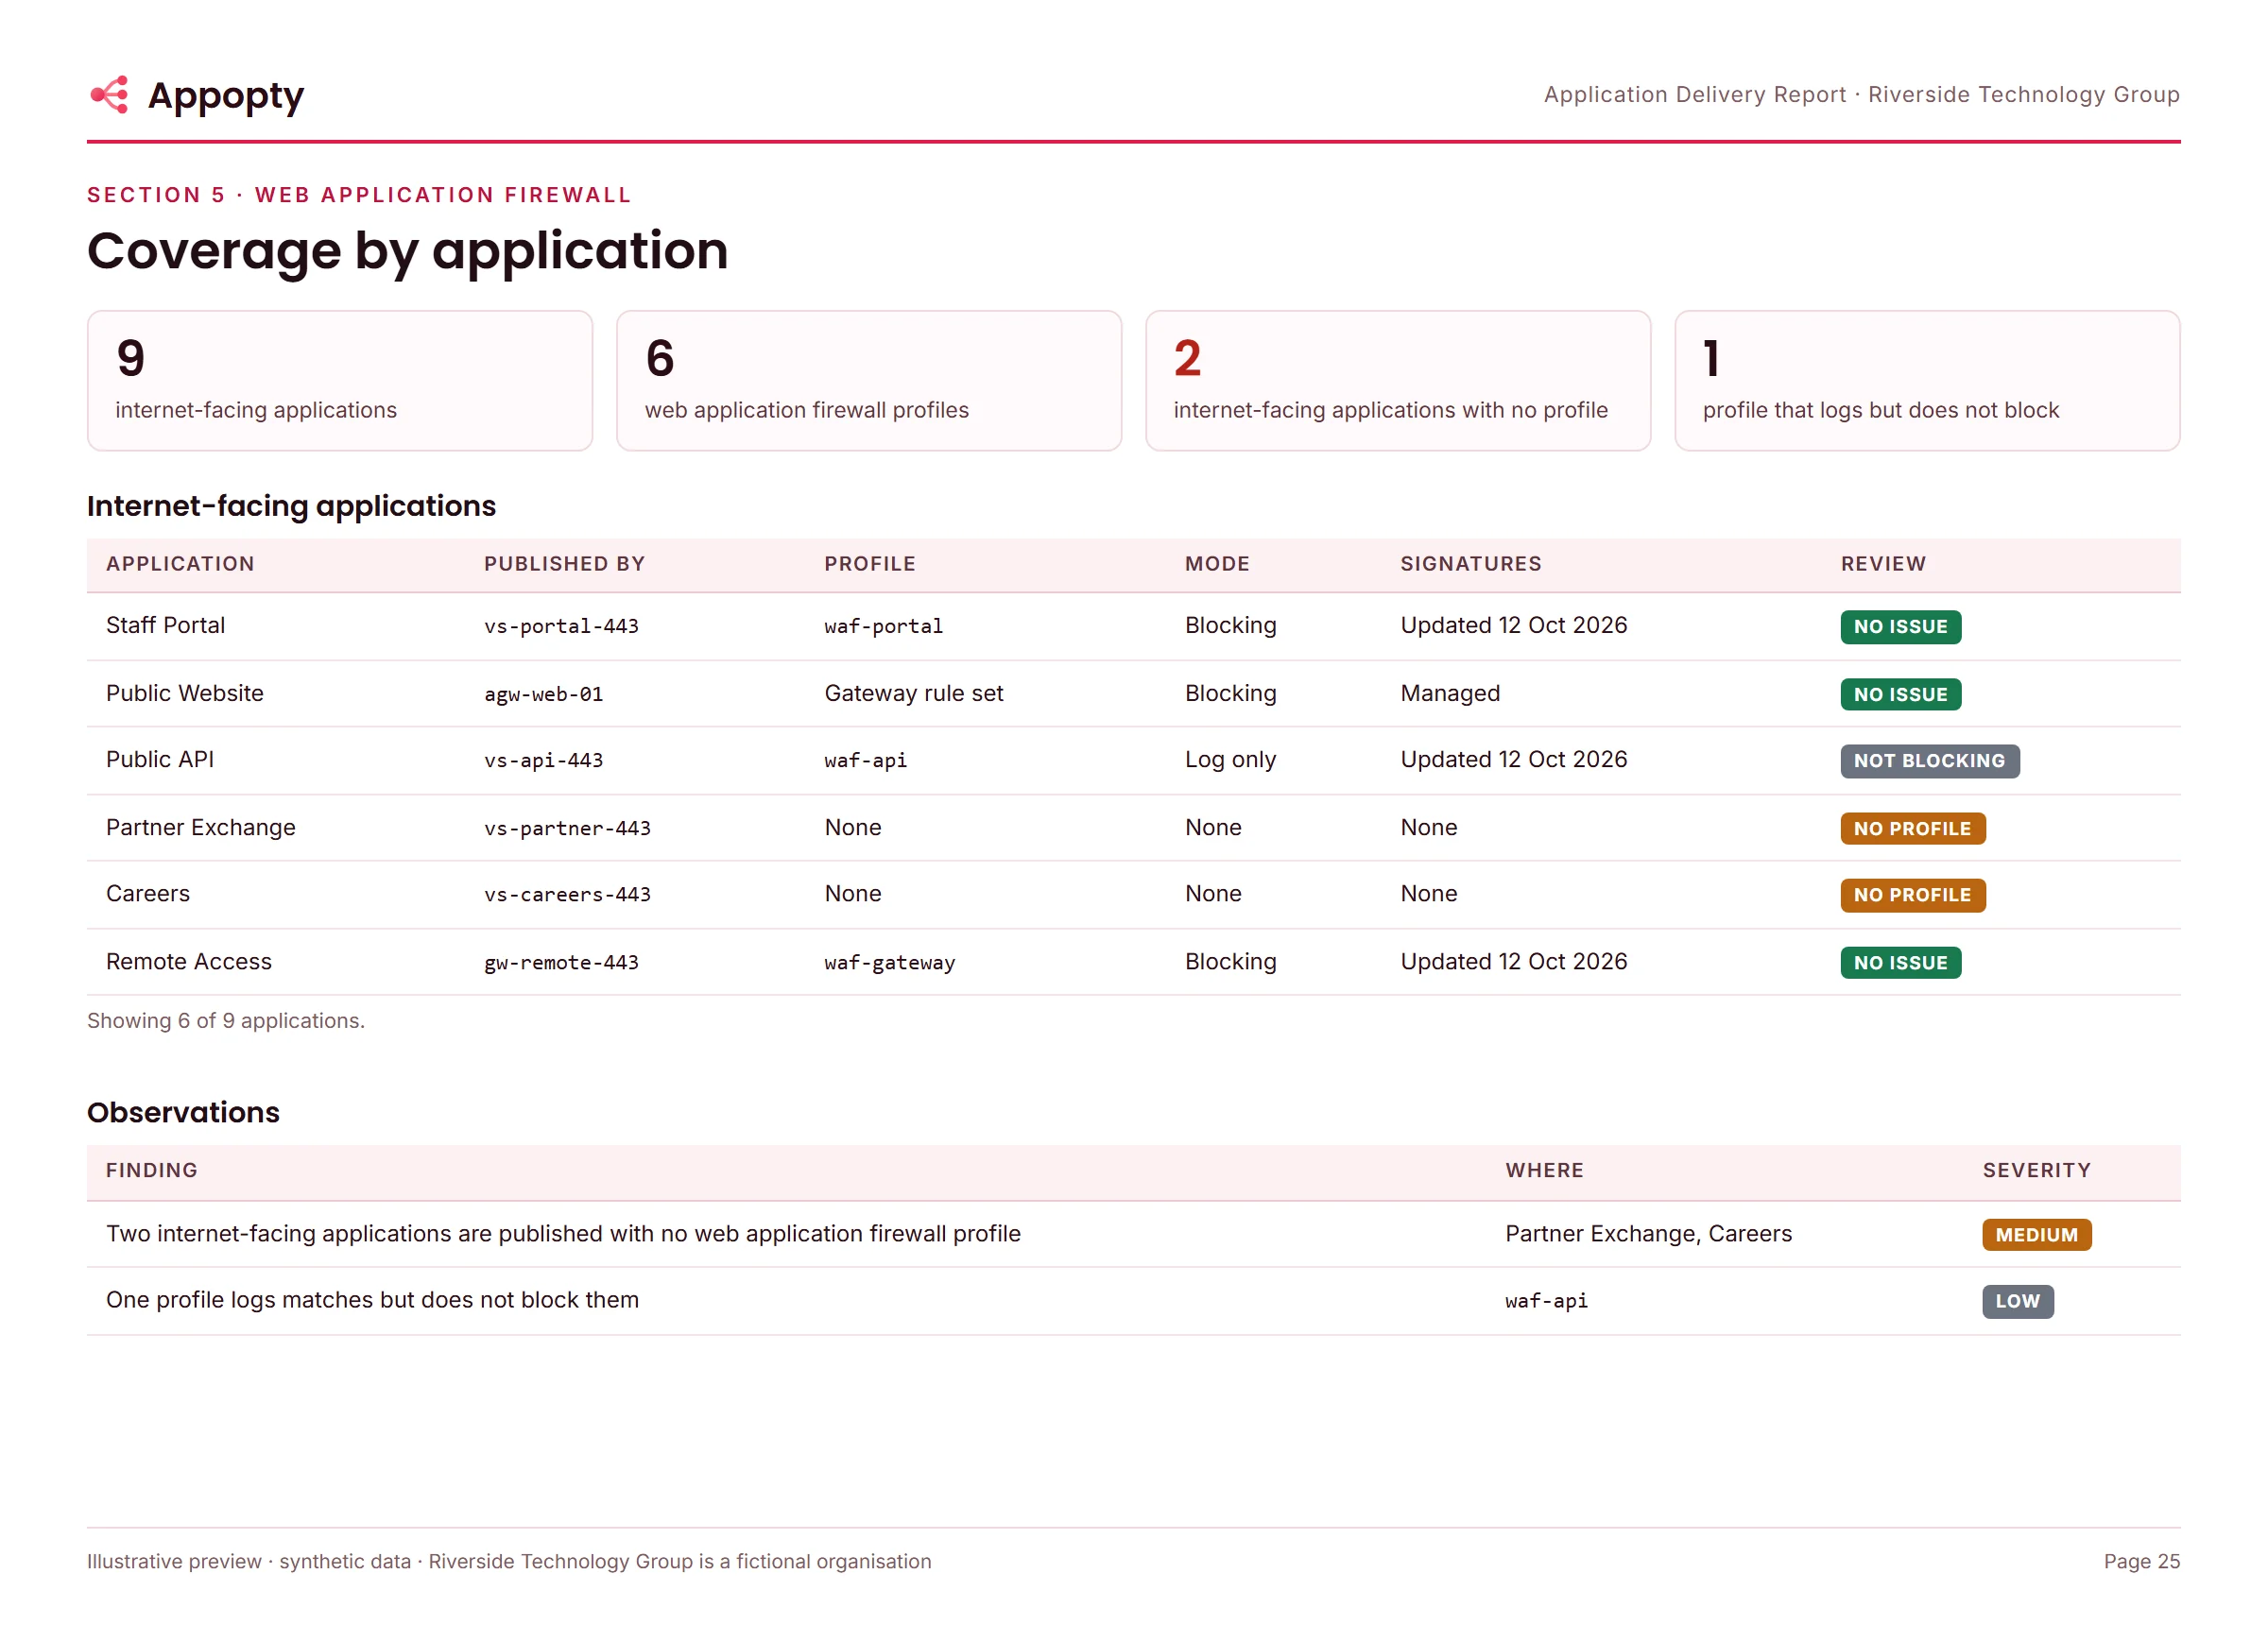 Appopty
Application Delivery Report · Riverside Technology Group
SECTION 5 · WEB APPLICATION FIREWALL
Coverage by application
9
internet-facing applications
6
web application firewall profiles
2
internet-facing applications with no profile
1
profile that logs but does not block
Internet-facing applications
APPLICATION PUBLISHED BY PROFILE MODE SIGNATURES REVIEW
Staff Portal vs-portal-443 waf-portal Blocking Updated 12 Oct 2026 NO ISSUE
Public Website agw-web-01 Gateway rule set Blocking Managed NO ISSUE
Public API vs-api-443 waf-api Log only Updated 12 Oct 2026 NOT BLOCKING
Partner Exchange vs-partner-443 None None None NO PROFILE
Careers vs-careers-443 None None None NO PROFILE
Remote Access gw-remote-443 waf-gateway Blocking Updated 12 Oct 2026 NO ISSUE
Showing 6 of 9 applications.
Observations
FINDING WHERE SEVERITY
Two internet-facing applications are published with no web application firewall profile Partner Exchange, Careers MEDIUM
One profile logs matches but does not block them waf-api LOW
Illustrative preview · synthetic data · Riverside Technology Group is a fictional organisation
Page 25